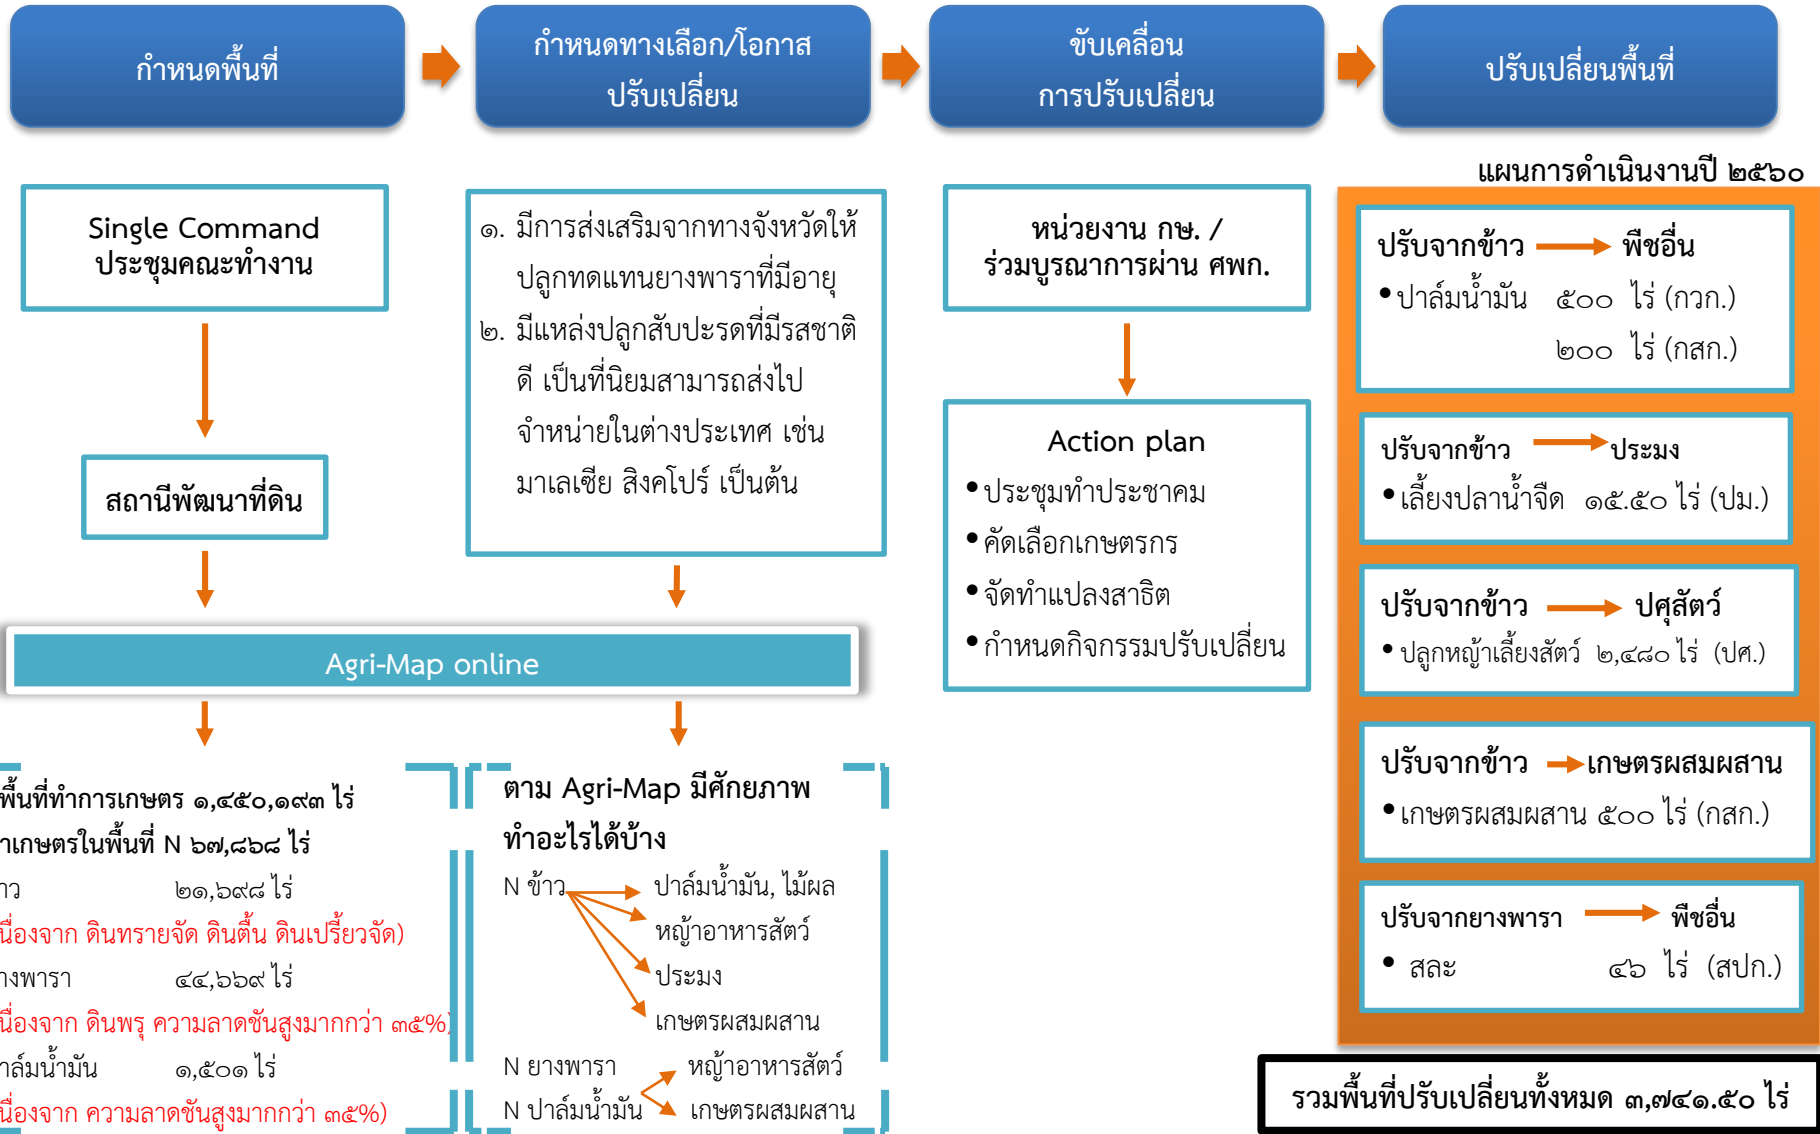 กำหนดพื้นที่
กำหนดทางเลือก/โอกาส
ปรับเปลี่ยน
ขับเคลื่อน
การปรับเปลี่ยน
ปรับเปลี่ยนพื้นที่
Single Command
ประชุมคณะทำงาน
สถานีพัฒนาที่ดิน
๑. มีการส่งเสริมจากทางจังหวัดให้
ปลูกทดแทนยางพาราที่มีอายุ
๒. มีแหล่งปลูกสับปะรดที่มีรสชาติ
ดี เป็นที่นิยมสามารถส่งไป
จำหน่ายในต่างประเทศ เช่น
มาเลเซีย สิงคโปร์ เป็นต้น
Agri-Map online
พื้นที่ทำการเกษตร ๑,๔๕๐,๑๙๓ ไร่
าเกษตรในพื้นที่ N ๖๗,๘๖๘ ไร่
าว ๒๑,๖๙๘ ไร่
นื่องจาก ดินทรายจัด ดินตื้น ดินเปรี้ยวจัด)
างพารา ๔๔,๖๖๙ ไร่
นื่องจาก ดินพรุ ความลาดชันสูงมากกว่า ๓๕%)
าล์มน้ำมัน ๑,๕๐๑ ไร่
นื่องจาก ความลาดชันสูงมากกว่า ๓๕%)
ตาม Agri-Map มีศักยภาพ
ทำอะไรได้บ้าง
N ข้าว ปาล์มน้ำมัน, ไม้ผล
หญ้าอาหารสัตว์
ประมง
เกษตรผสมผสาน
N ยางพารา หญ้าอาหารสัตว์
N ปาล์มน้ำมัน เกษตรผสมผสาน
หน่วยงาน กษ. /
ร่วมบูรณาการผ่าน ศพก.
Action plan
• ประชุมทำประชาคม
• คัดเลือกเกษตรกร
• จัดทำแปลงสาธิต
• กำหนดกิจกรรมปรับเปลี่ยน
แผนการดำเนินงานปี ๒๕๖๐
ปรับจากข้าว พืชอื่น
• ปาล์มน้ำมัน ๕๐๐ ไร่ (กวก.)
๒๐๐ ไร่ (กสก.)
ปรับจากข้าว ประมง
• เลี้ยงปลาน้ำจืด ๑๕.๕๐ ไร่ (ปม.)
ปรับจากข้าว ปศุสัตว์
• ปลูกหญ้าเลี้ยงสัตว์ ๒,๔๘๐ ไร่ (ปศ.)
ปรับจากข้าว เกษตรผสมผสาน
• เกษตรผสมผสาน ๕๐๐ ไร่ (กสก.)
ปรับจากยางพารา พืชอื่น
• สละ ๔๖ ไร่ (สปก.)
รวมพื้นที่ปรับเปลี่ยนทั้งหมด ๓,๗๔๑.๕๐ ไร่